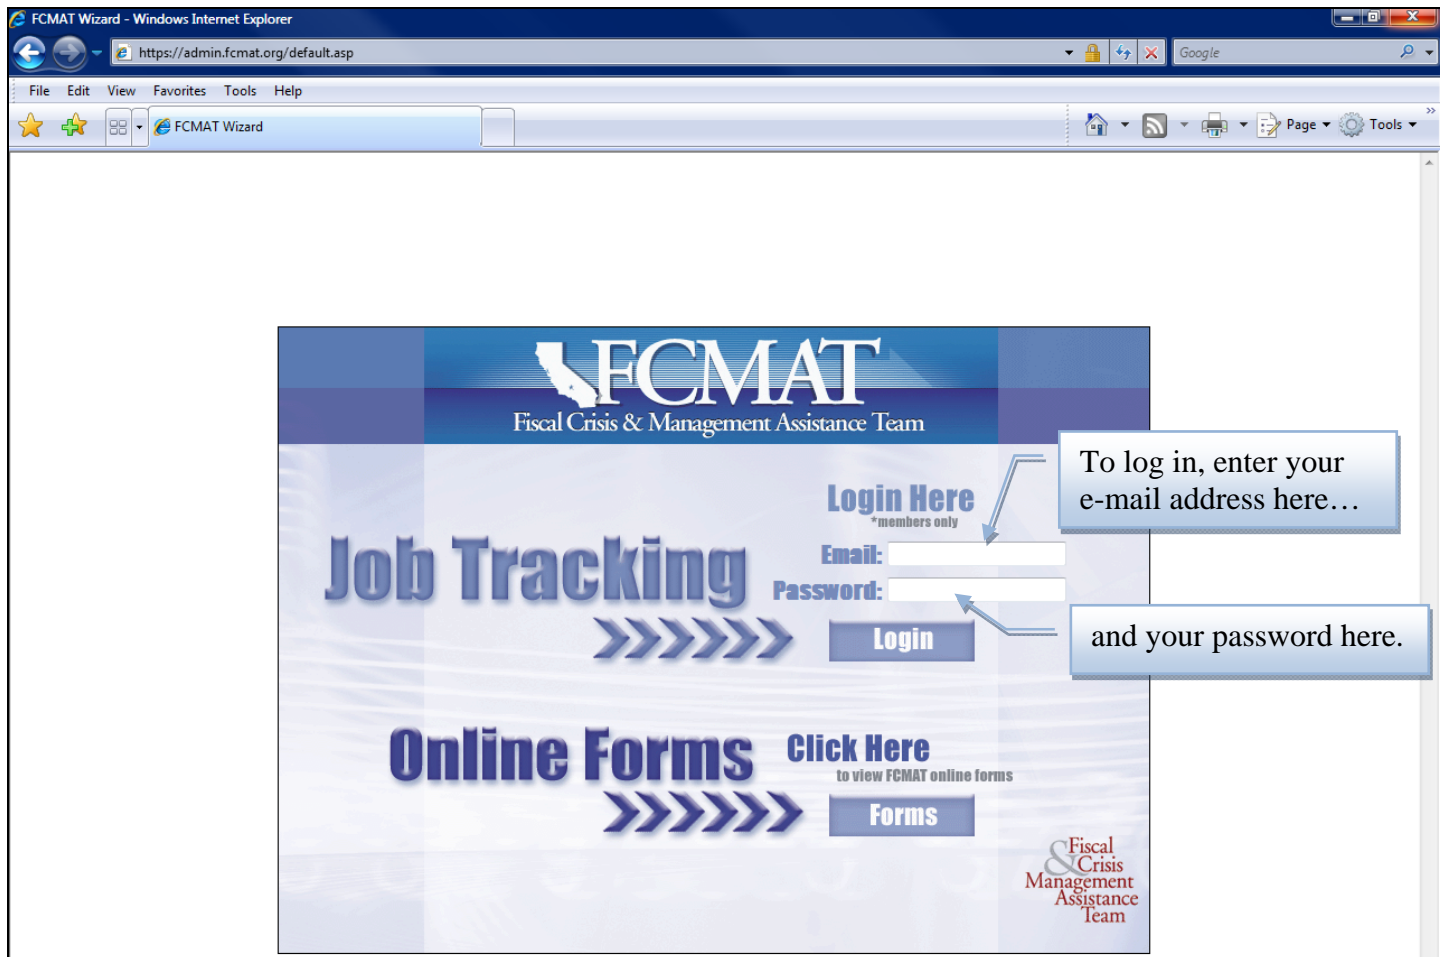 FCMAT Wizard - Windows Internet Explorer
https://admin.fcmat.org/default.asp
Google
File Edit View Favorites Tools Help
FCMAT Wizard
Page
Tools
»
FCMAT
Fiscal Crisis & Management Assistance Team
To log in, enter your
e-mail address here…
Login Here
*members only
Job Tracking
Email:
Password:
and your password here.
Login
Online Forms
Click Here
to view FCMAT online forms
Forms
Fiscal
& Crisis
Management
Assistance
Team